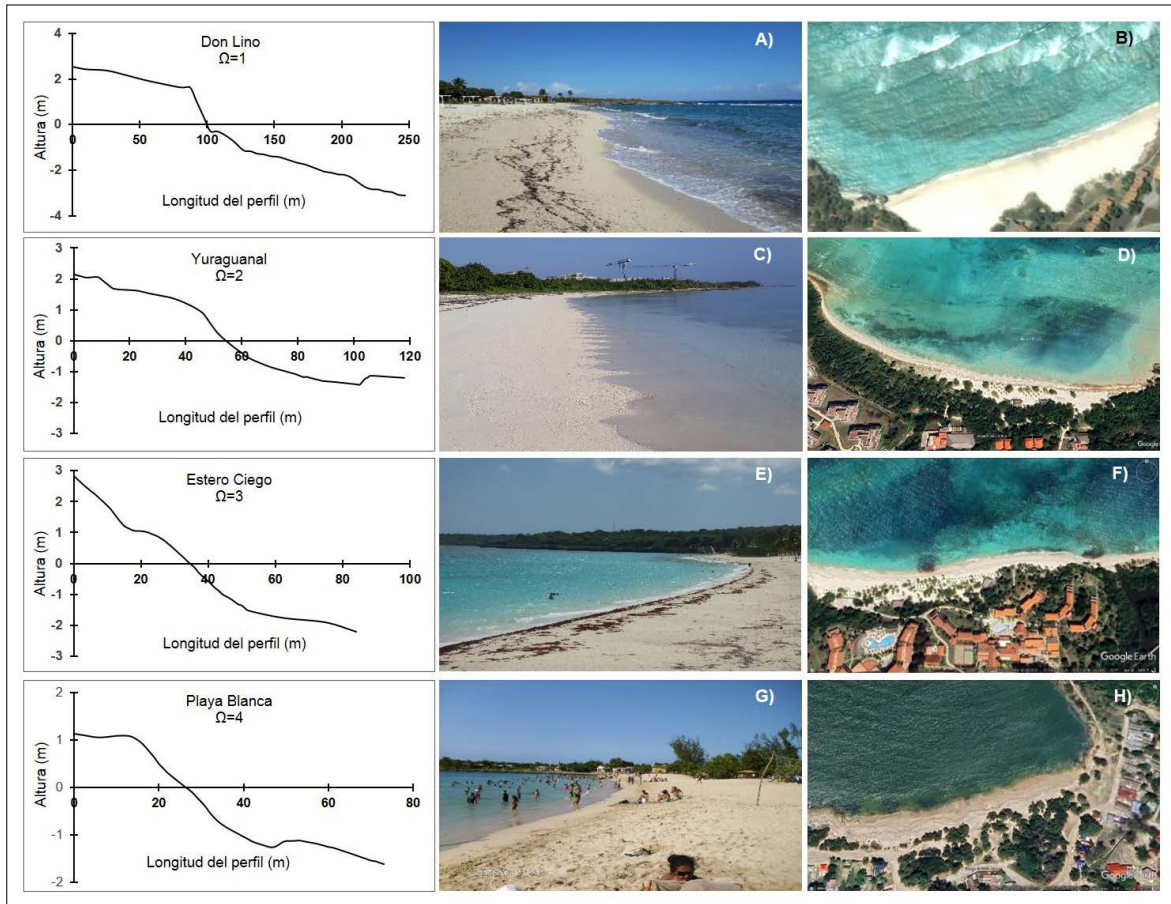 Don Lino
Ω=1
4
2
0
-2
-4
0 50 100 150 200 250
Altura (m)
Longitud del perfil (m)
A)
B)
Yuraguanal
Ω=2
3
2
1
0
-1
-2
-3
0 20 40 60 80 100 120
Altura (m)
Longitud del perfil (m)
C)
D)
Estero Ciego
Ω=3
3
2
1
0
-1
-2
-3
0 20 40 60 80 100
Altura (m)
Longitud del perfil (m)
E)
F)
Google Earth
Playa Blanca
Ω=4
2
1
0
-1
-2
0 20 40 60 80
Altura (m)
Longitud del perfil (m)
G)
H)